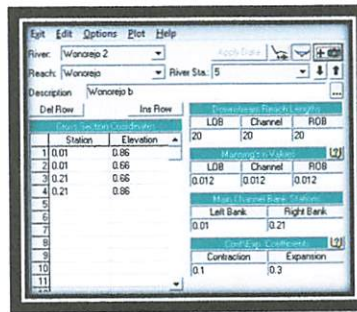 Exit Edit Options Plot Help
River: Wonorejo 2 Apply Data
Reach: Wonorejo River Sta.: 5
Description Wonorejo b ...
Del Row Ins Row
Downstream Reach Lengths
LOB Channel ROB
20 20 20
Cross Section Coordinates
Station Elevation
1 0.01 0.86
2 0.01 0.66
3 0.21 0.66
4 0.21 0.86
5
6
7
8
9
10
11
Manning's n Values ?
LOB Channel ROB
0.012 0.012 0.012
Main Channel Bank Stations
Left Bank Right Bank
0.01 0.21
Cont\Exp Coefficients ?
Contraction Expansion
0.1 0.3